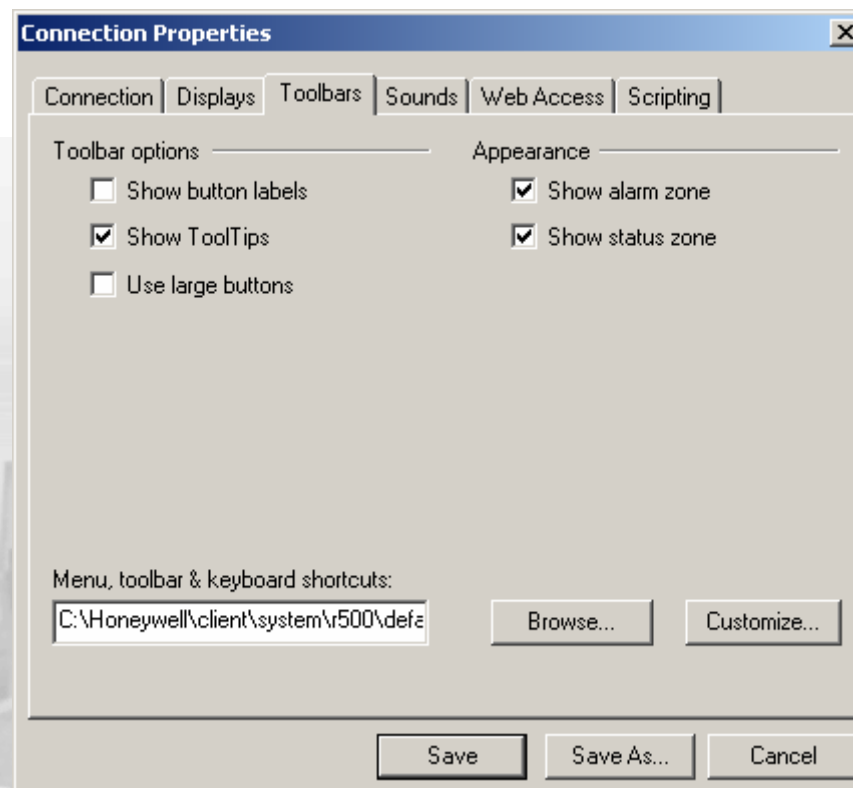 Connection Properties
Connection Displays Toolbars Sounds Web Access Scripting
Toolbar options
Show button labels
Show ToolTips
Use large buttons
Appearance
Show alarm zone
Show status zone
Menu, toolbar & keyboard shortcuts:
C:\Honeywell\client\system\r500\defa
Browse... Customize...
Save Save As... Cancel